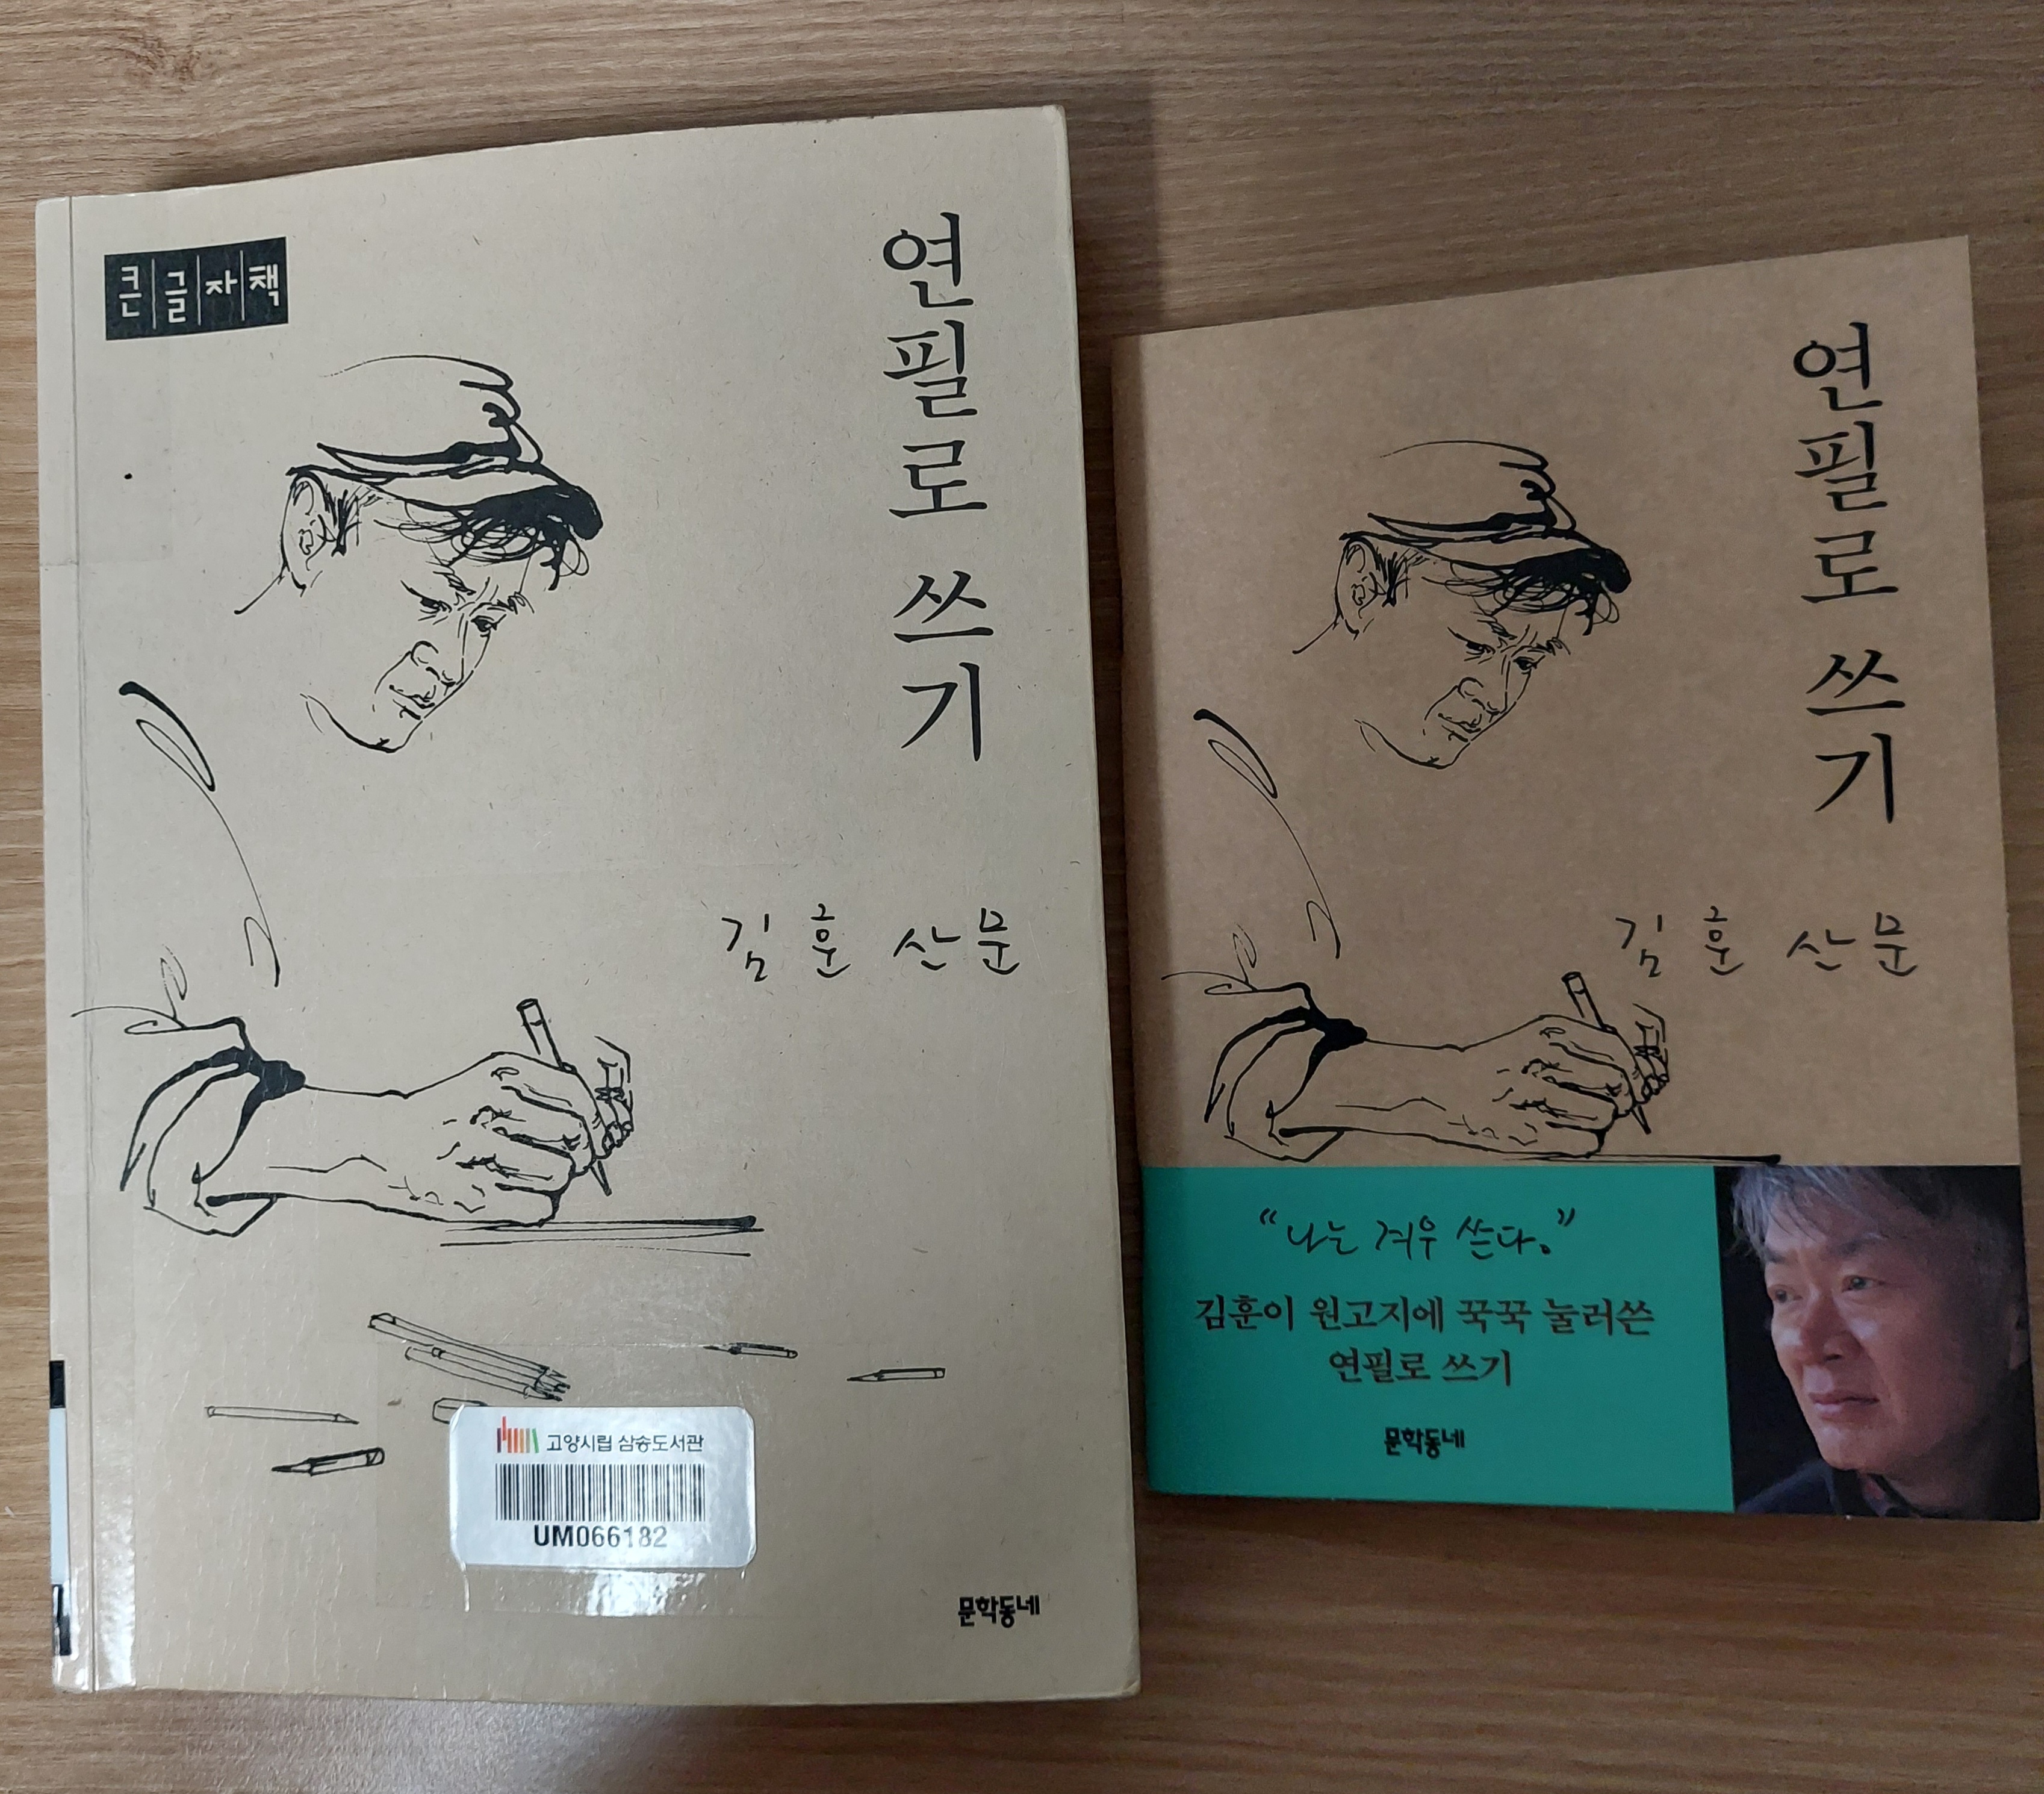 큰글자책
연필로 쓰기
김훈 산문
고양시립 삼송도서관
UM066182
문학동네
연필로 쓰기
김훈 산문
“나는 겨우 쓴다.”
김훈이 원고지에 꾹꾹 눌러쓴
연필로 쓰기
문학동네